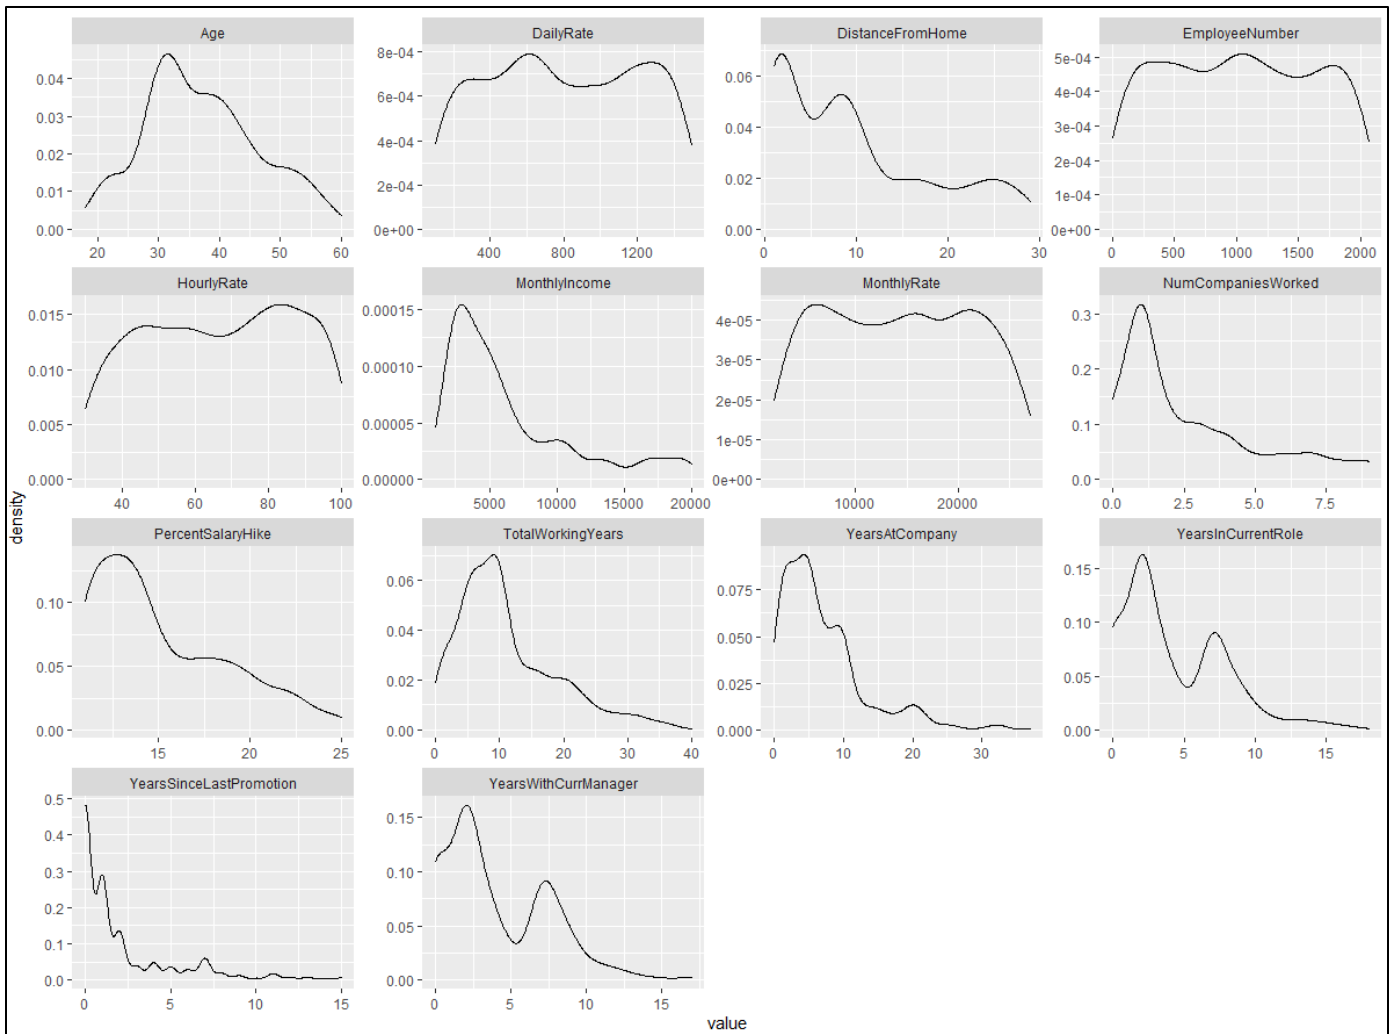 Age DailyRate DistanceFromHome EmployeeNumber
0.04 0.03 0.02 0.01 0.00
8e-04 6e-04 4e-04 2e-04 0e+00
0.06 0.04 0.02 0.00
5e-04 4e-04 3e-04 2e-04 1e-04 0e+00
20 30 40 50 60 400 800 1200 0 10 20 30 0 500 1000 1500 2000
HourlyRate MonthlyIncome MonthlyRate NumCompaniesWorked
0.015 0.010 0.005 0.000
0.00015 0.00010 0.00005 0.00000
4e-05 3e-05 2e-05 1e-05 0e+00
0.3 0.2 0.1 0.0
40 60 80 100 5000 10000 15000 20000 10000 20000 0.0 2.5 5.0 7.5
density
PercentSalaryHike TotalWorkingYears YearsAtCompany YearsInCurrentRole
0.10 0.05 0.00
0.06 0.04 0.02 0.00
0.075 0.050 0.025 0.000
0.15 0.10 0.05 0.00
15 20 25 0 10 20 30 40 0 10 20 30 0 5 10 15
YearsSinceLastPromotion YearsWithCurrManager
0.5 0.4 0.3 0.2 0.1 0.0
0.15 0.10 0.05 0.00
0 5 10 15 0 5 10 15
value